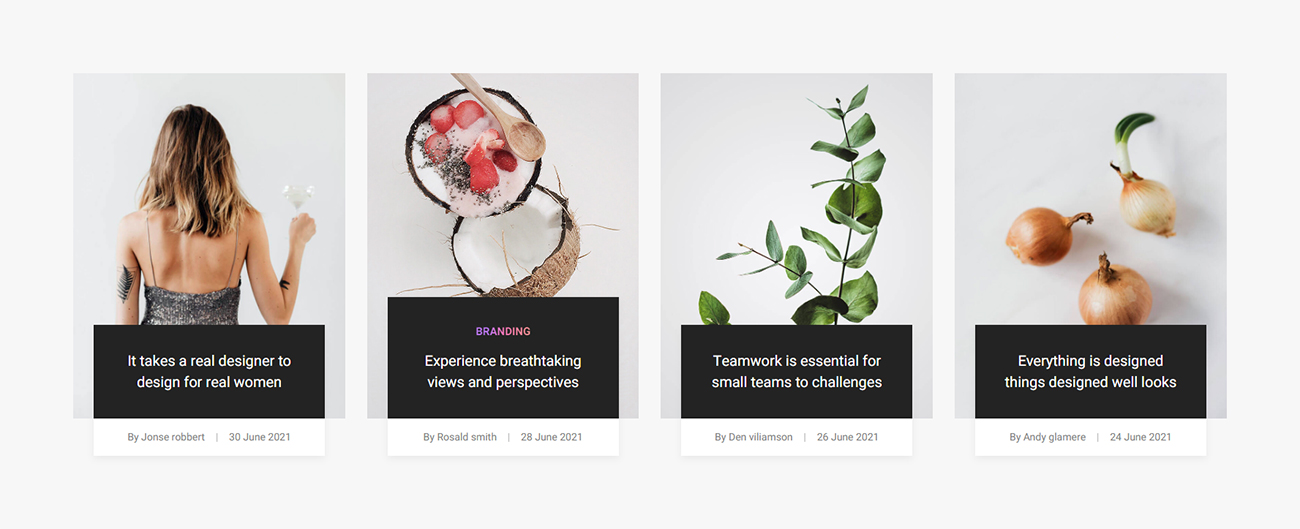 It takes a real designer to
design for real women
By Jonse robbert | 30 June 2021
BRANDING
Experience breathtaking
views and perspectives
By Rosald smith | 28 June 2021
Teamwork is essential for
small teams to challenges
By Den viliamson | 26 June 2021
Everything is designed
things designed well looks
By Andy glamere | 24 June 2021